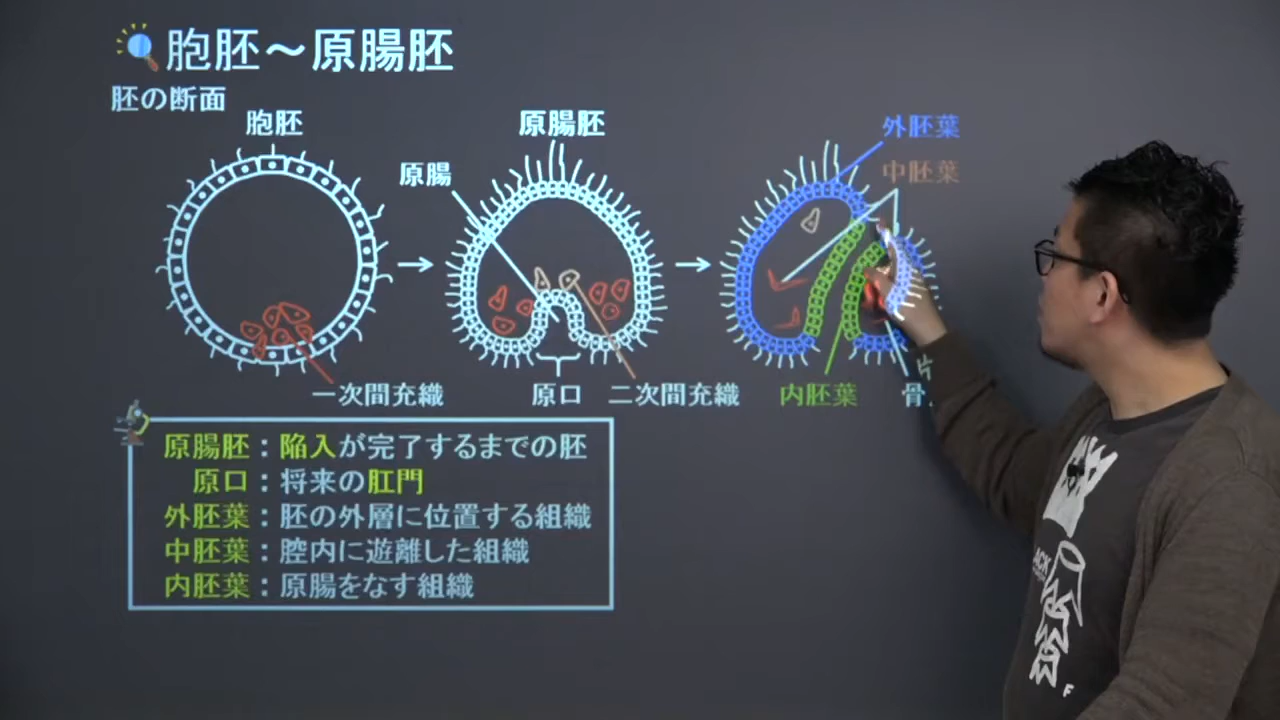 胞胚～原腸胚
胚の断面
胞胚
原腸胚
外胚葉
中胚葉
原腸
一次間充織
原口
二次間充織
内胚葉
骨片
原腸胚：陥入が完了するまでの胚
原口：将来の肛門
外胚葉：胚の外層に位置する組織
中胚葉：腔内に遊離した組織
内胚葉：原腸をなす組織